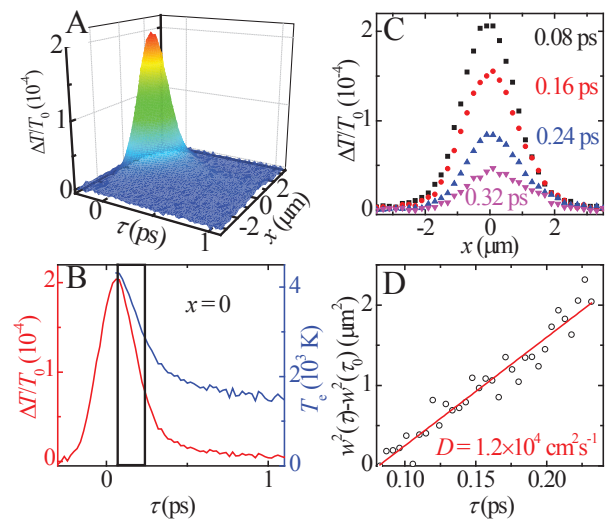 A
ΔT/T₀ (10⁻⁴)
2
1
0
0
1
τ (ps)
-2
0
2
x (μm)
C
ΔT/T₀ (10⁻⁴)
2
1
0
-2
0
2
x (μm)
0.08 ps
0.16 ps
0.24 ps
0.32 ps
B
x = 0
ΔT/T₀ (10⁻⁴)
2
1
0
0
1
τ (ps)
Tₑ (10³ K)
4
2
0
D
w²(τ)-w²(τ₀) (μm²)
2
1
0
0.10
0.15
0.20
τ (ps)
D = 1.2×10⁴ cm²s⁻¹